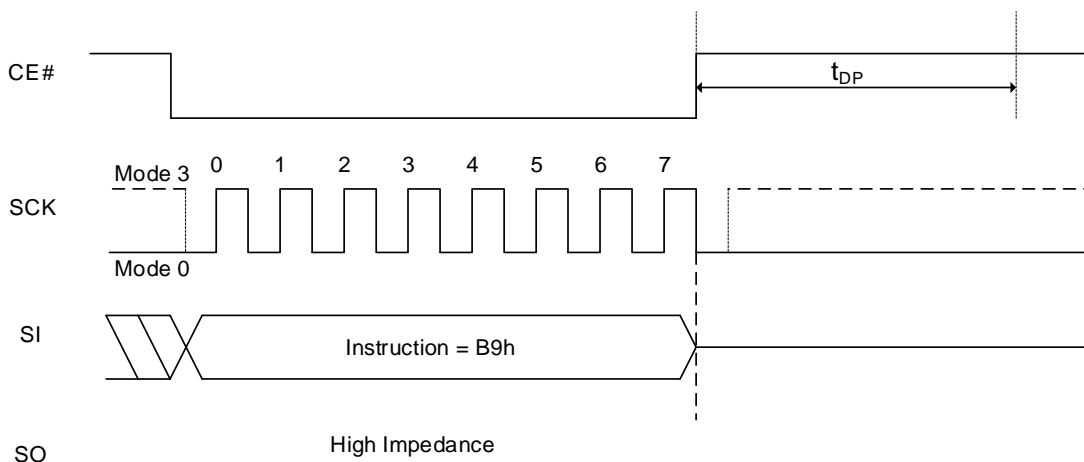 CE#
tDP
0 1 2 3 4 5 6 7
Mode 3
SCK
Mode 0
SI
Instruction = B9h
High Impedance
SO